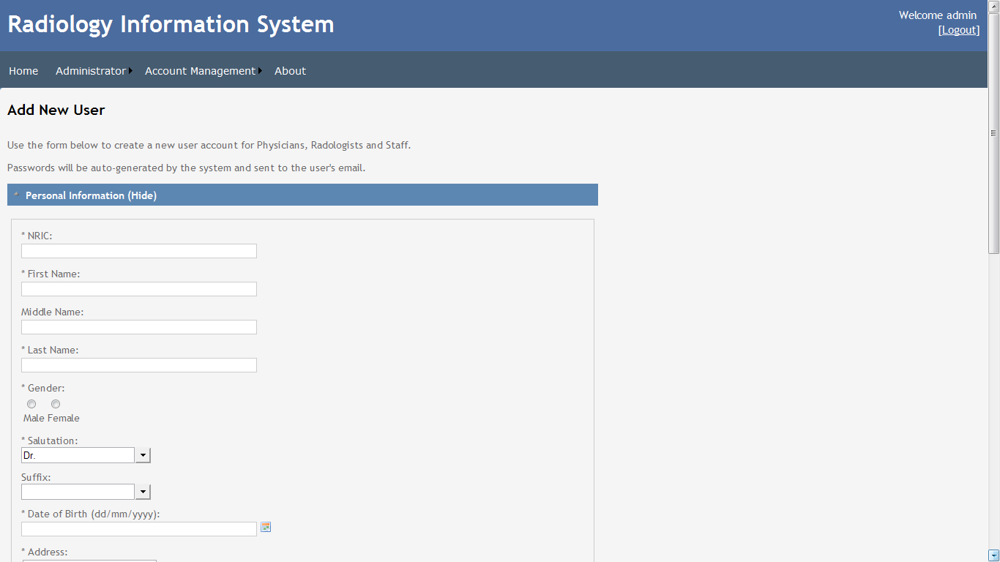 Radiology Information System
Welcome admin
[Logout]
Home Administrator Account Management About
Add New User
Use the form below to create a new user account for Physicians, Radologists and Staff.
Passwords will be auto-generated by the system and sent to the user's email.
Personal Information (Hide)
* NRIC:
* First Name:
Middle Name:
* Last Name:
* Gender:
Male Female
* Salutation:
Dr.
Suffix:
* Date of Birth (dd/mm/yyyy):
* Address: